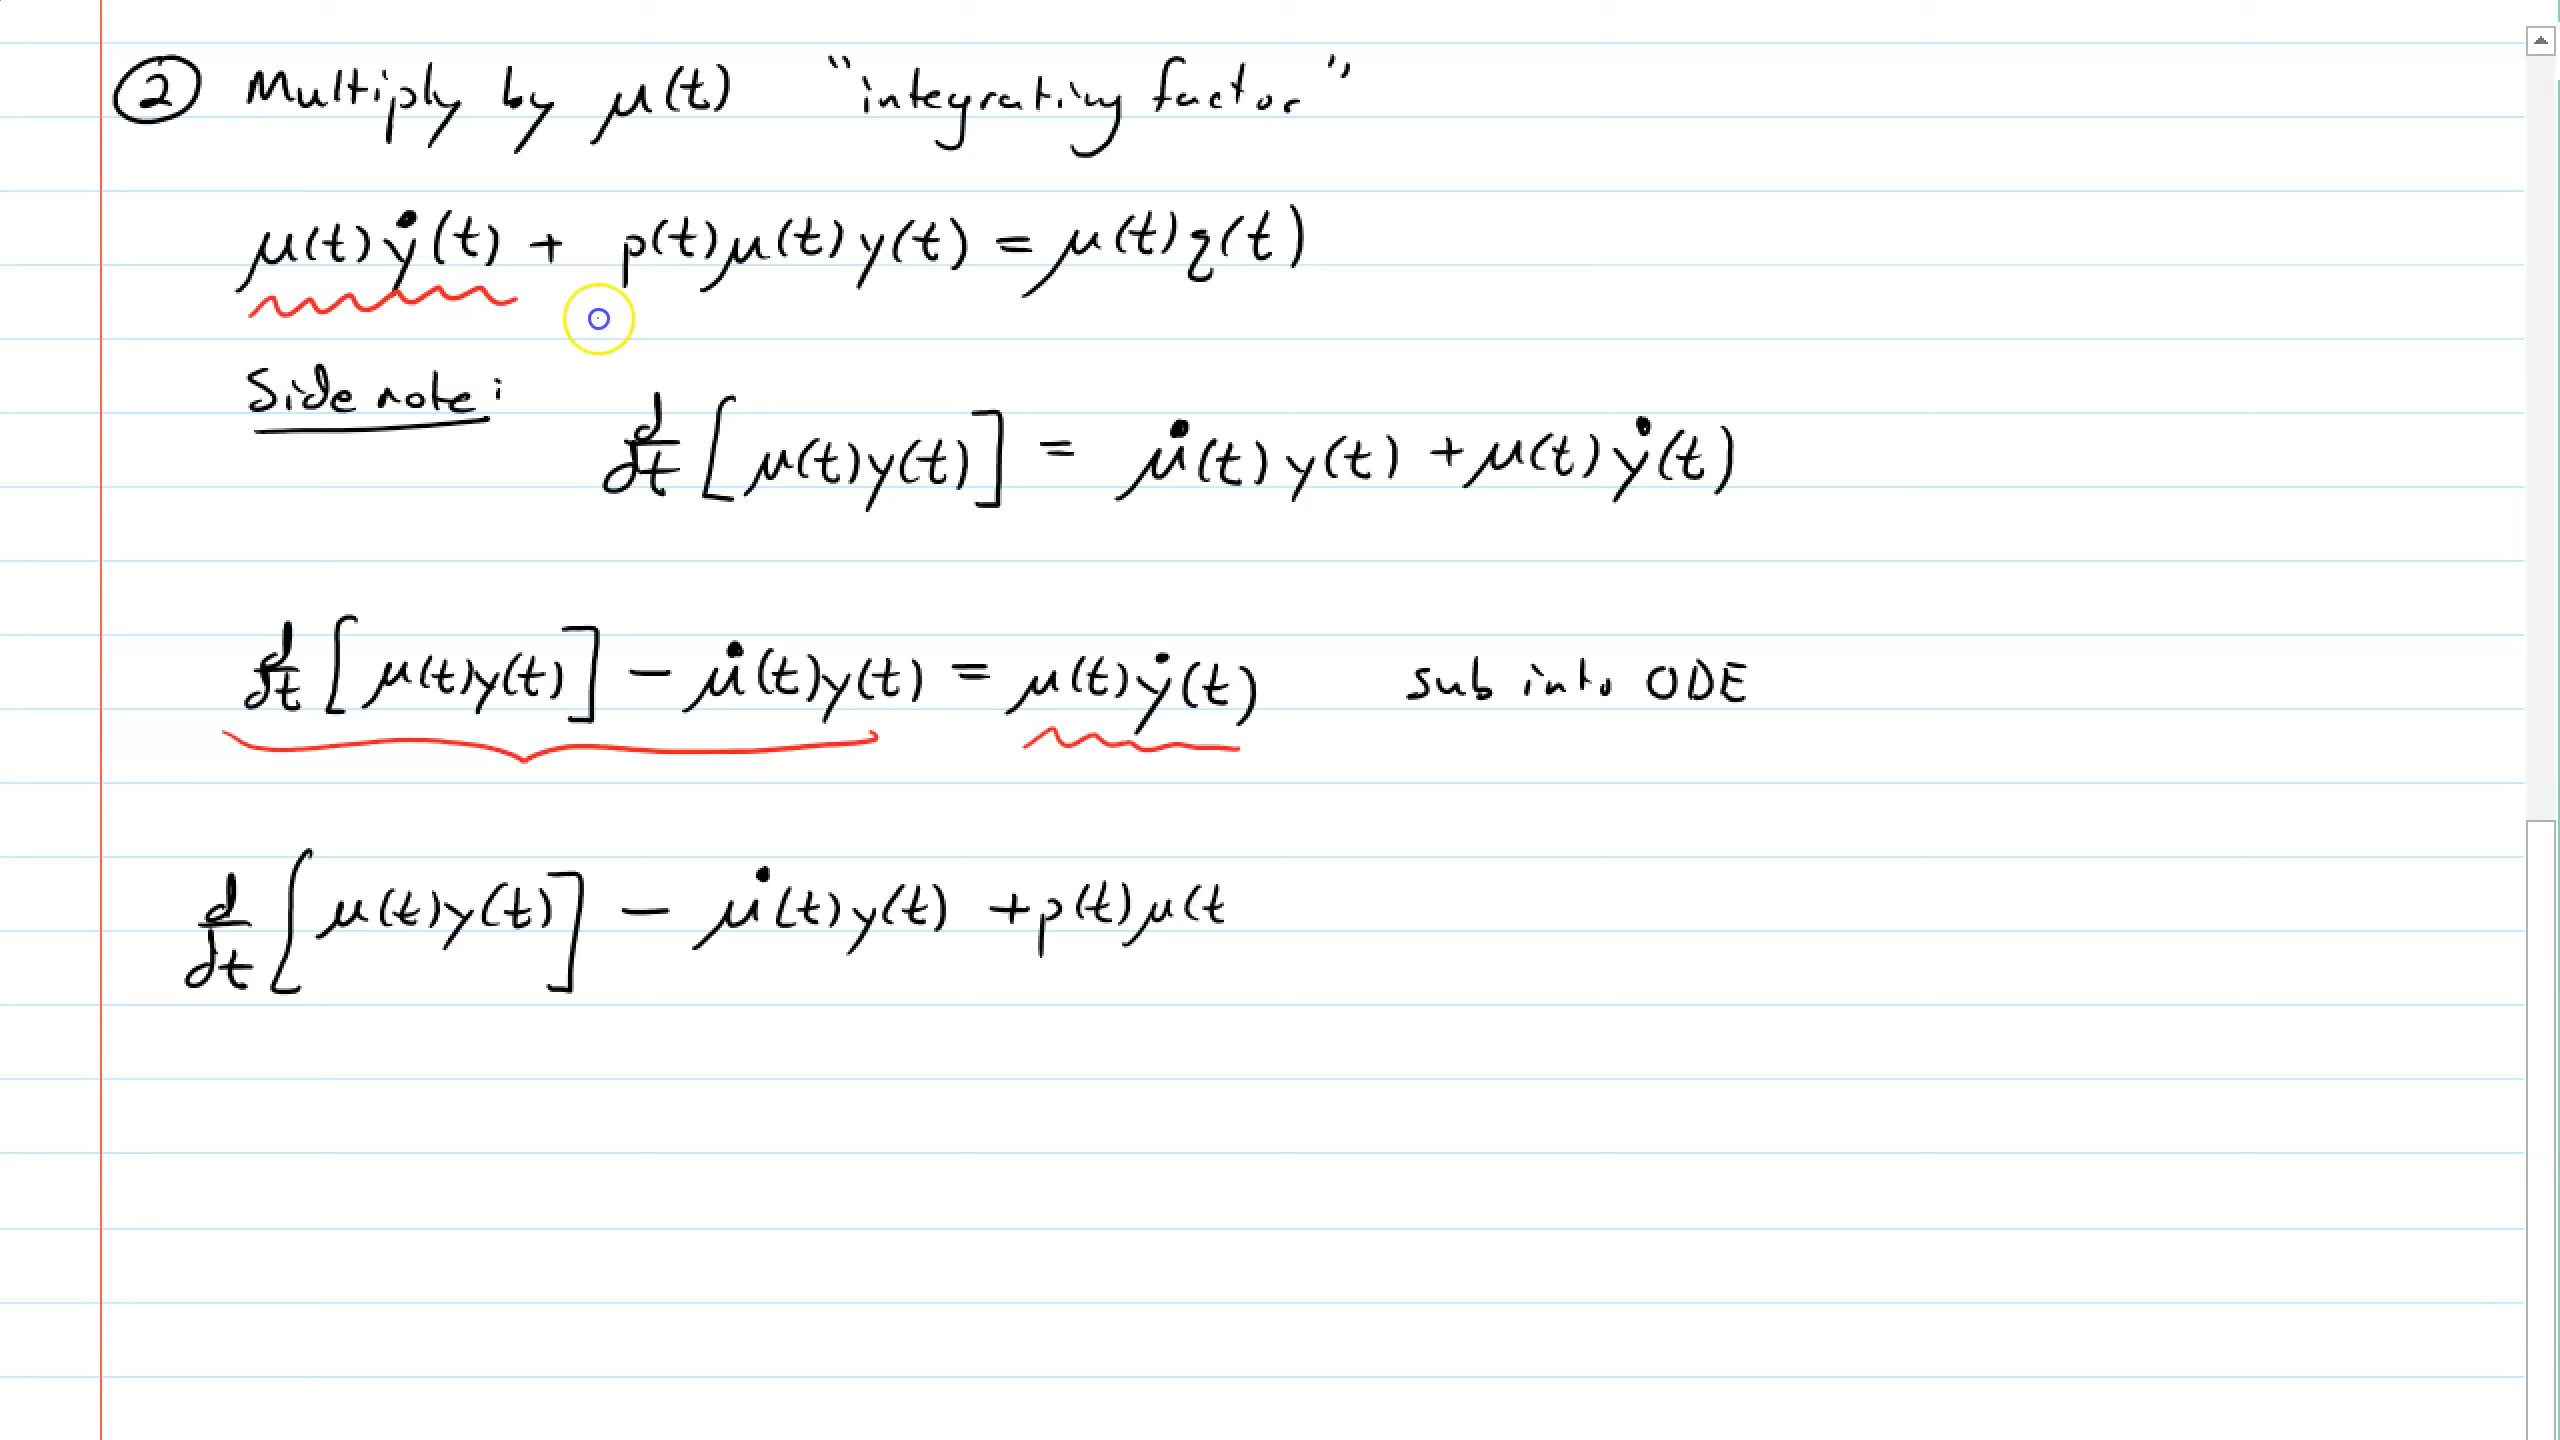 ② Multiply by μ(t) "integrating factor"
μ(t)ẏ(t) + p(t)μ(t)y(t) = μ(t)q(t)
Side note:
d/dt [μ(t)y(t)] = μ̇(t)y(t) + μ(t)ẏ(t)
d/dt [μ(t)y(t)] − μ̇(t)y(t) = μ(t)ẏ(t) sub into ODE
d/dt [μ(t)y(t)] − μ̇(t)y(t) + p(t)μ(t